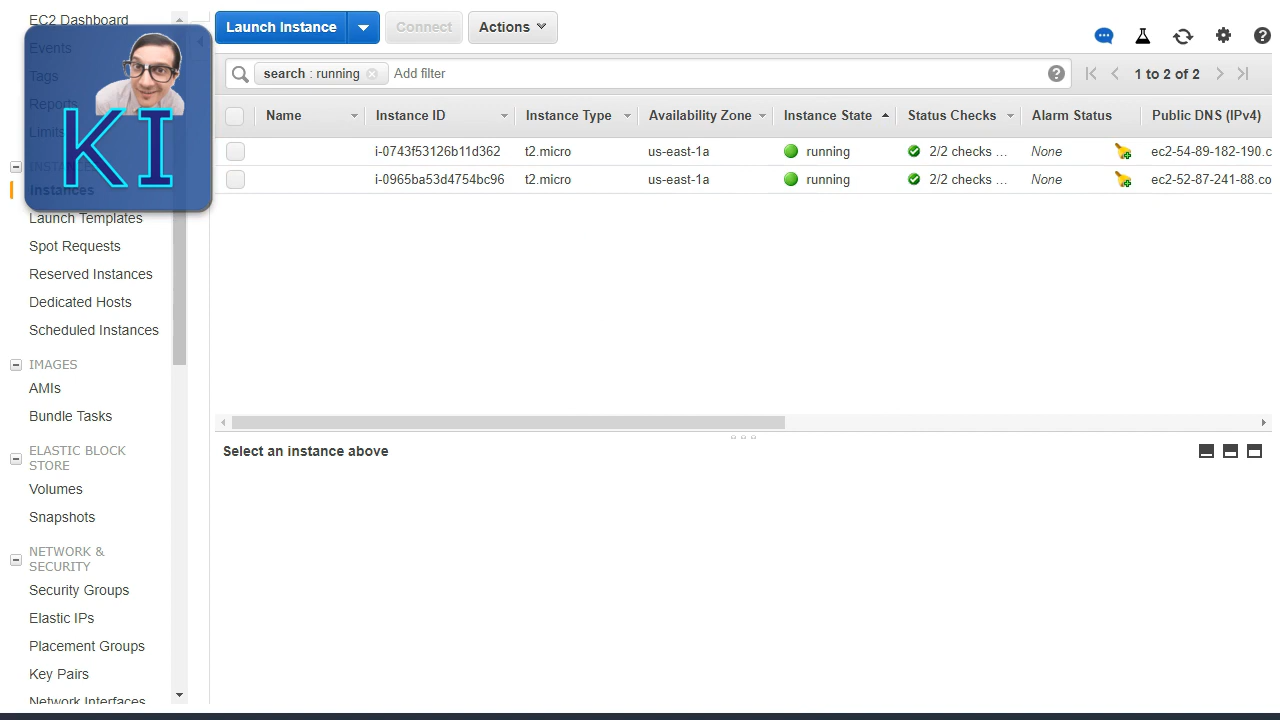 EC2 Dashboard
Events
Tags
Reports
Limits
KI
INSTANCES
Instances
Launch Templates
Spot Requests
Reserved Instances
Dedicated Hosts
Scheduled Instances
IMAGES
AMIs
Bundle Tasks
ELASTIC BLOCK
STORE
Volumes
Snapshots
NETWORK &
SECURITY
Security Groups
Elastic IPs
Placement Groups
Key Pairs
Network Interfaces
Launch Instance Connect Actions
search : running Add filter 1 to 2 of 2
Name Instance ID Instance Type Availability Zone Instance State Status Checks Alarm Status Public DNS (IPv4)
i-0743f53126b11d362 t2.micro us-east-1a running 2/2 checks ... None ec2-54-89-182-190.c
i-0965ba53d4754bc96 t2.micro us-east-1a running 2/2 checks ... None ec2-52-87-241-88.co
Select an instance above